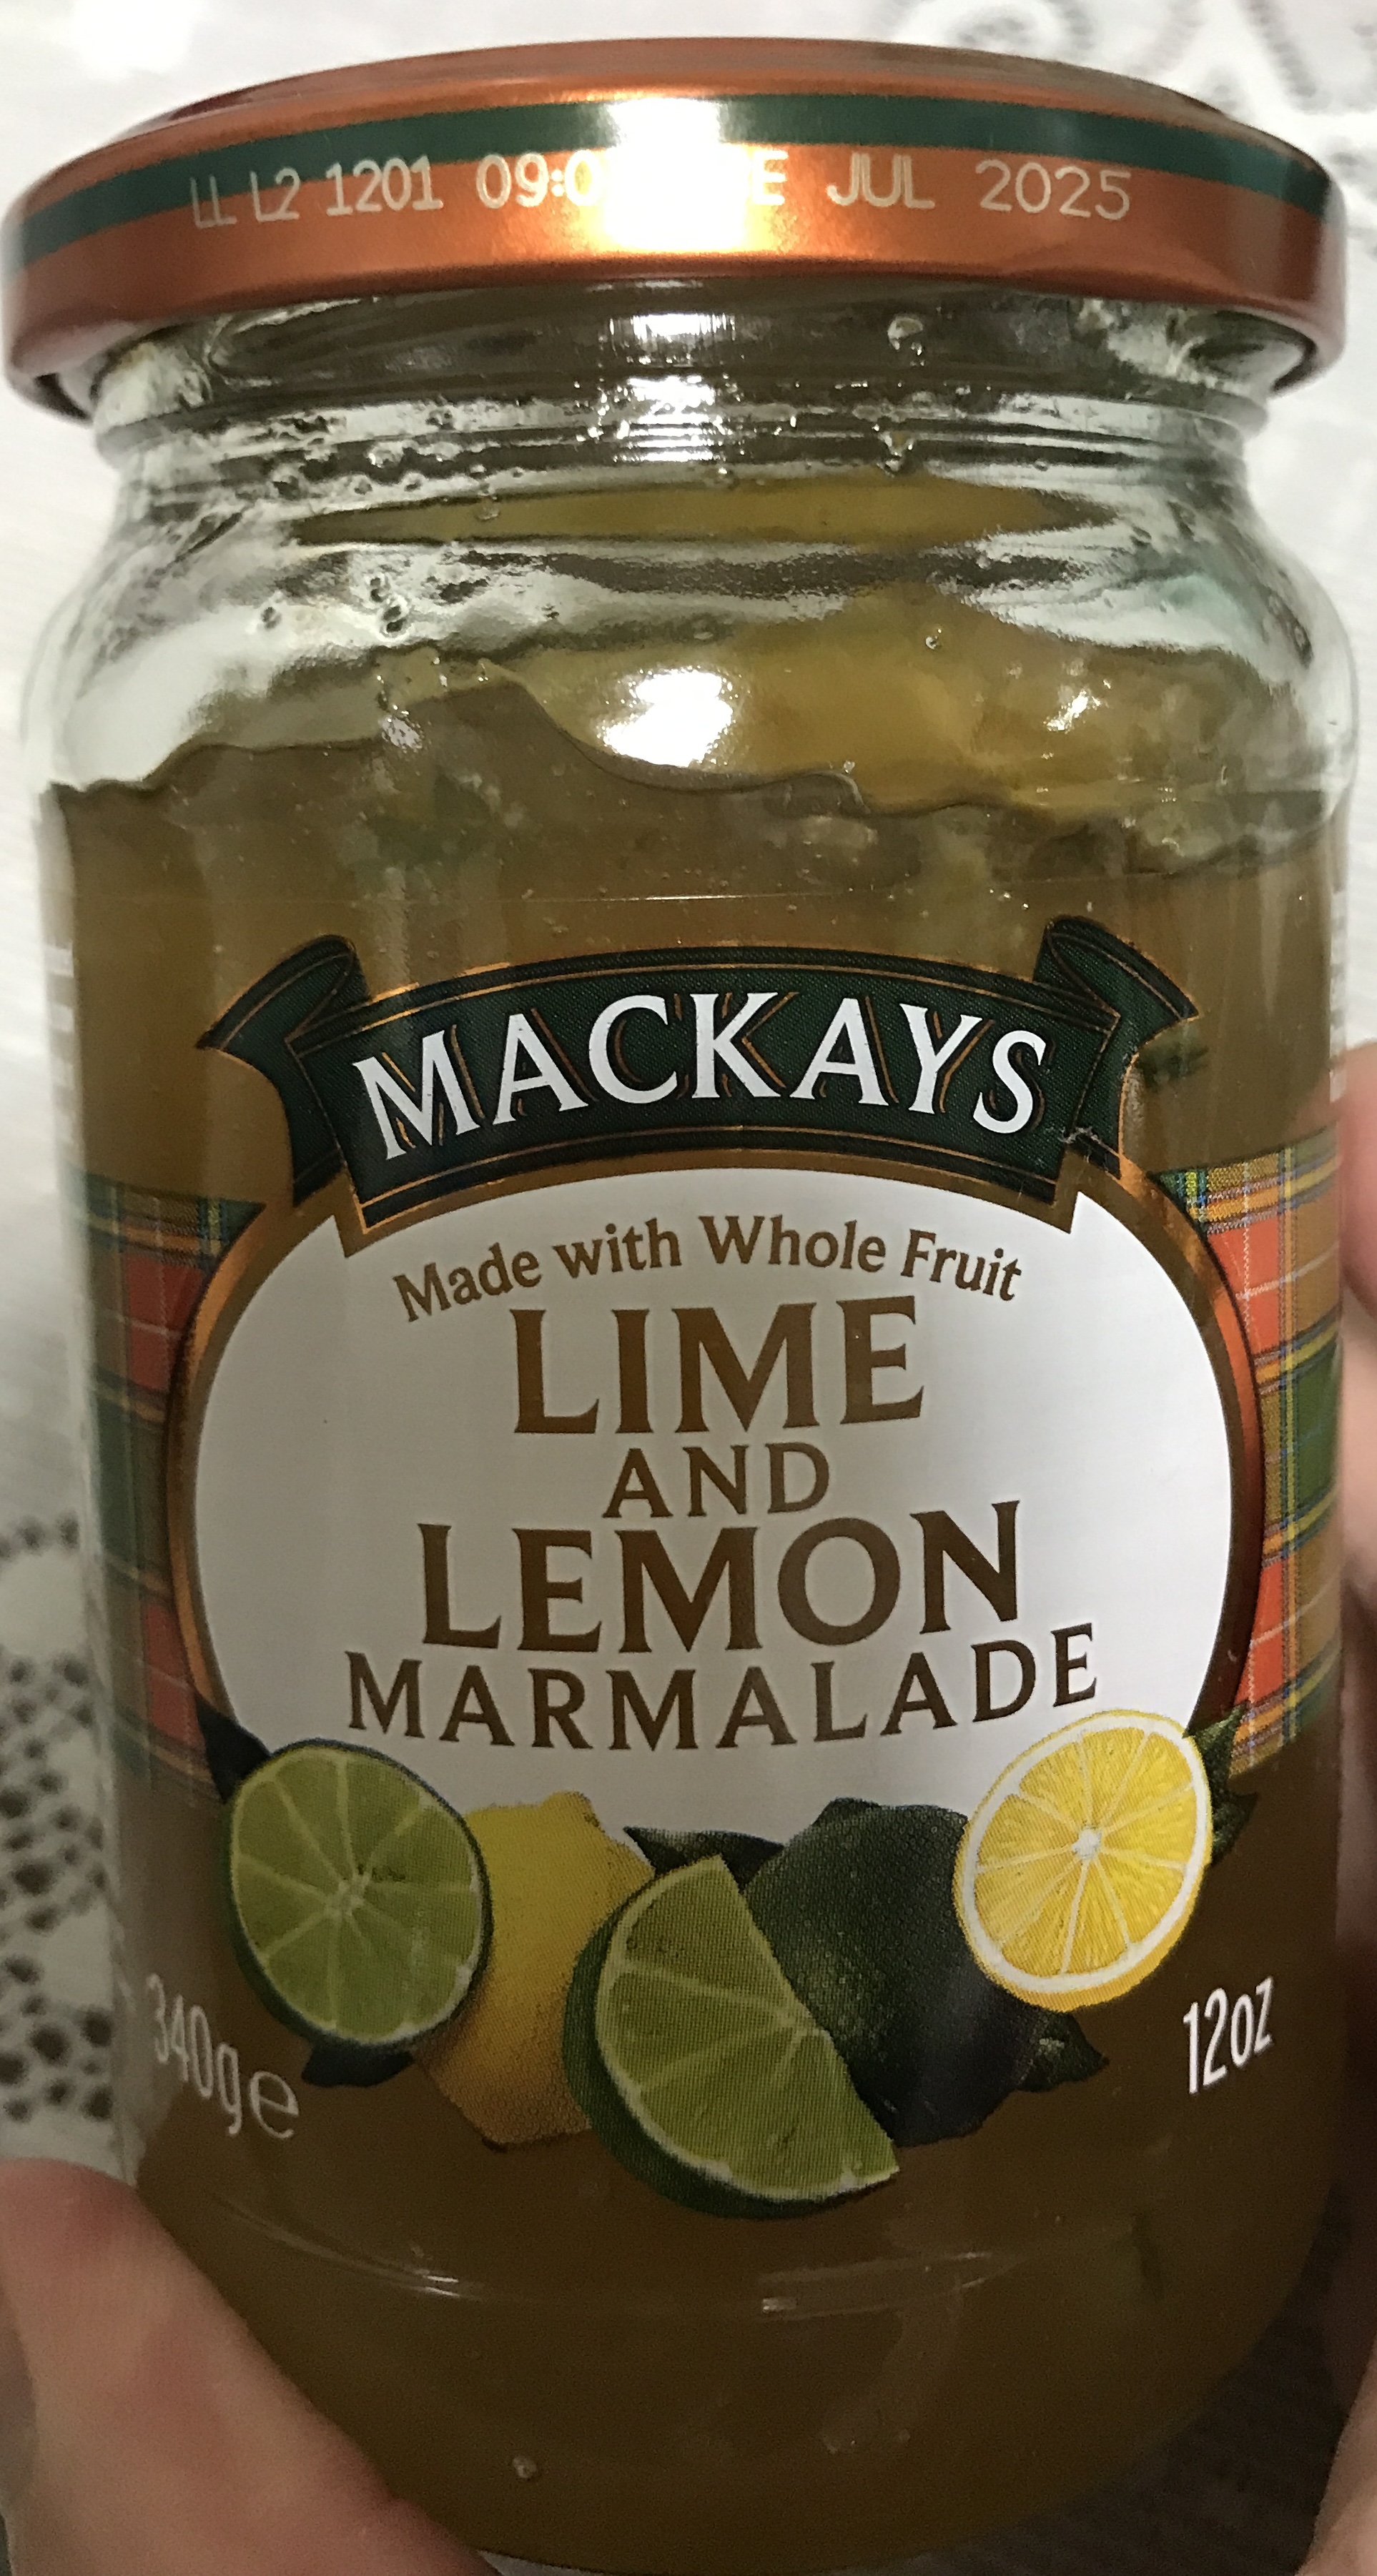 LL L2 1201 09:0 JUL 2025
MACKAYS
Made with Whole Fruit
LIME
AND
LEMON
MARMALADE
340g℮
12oz